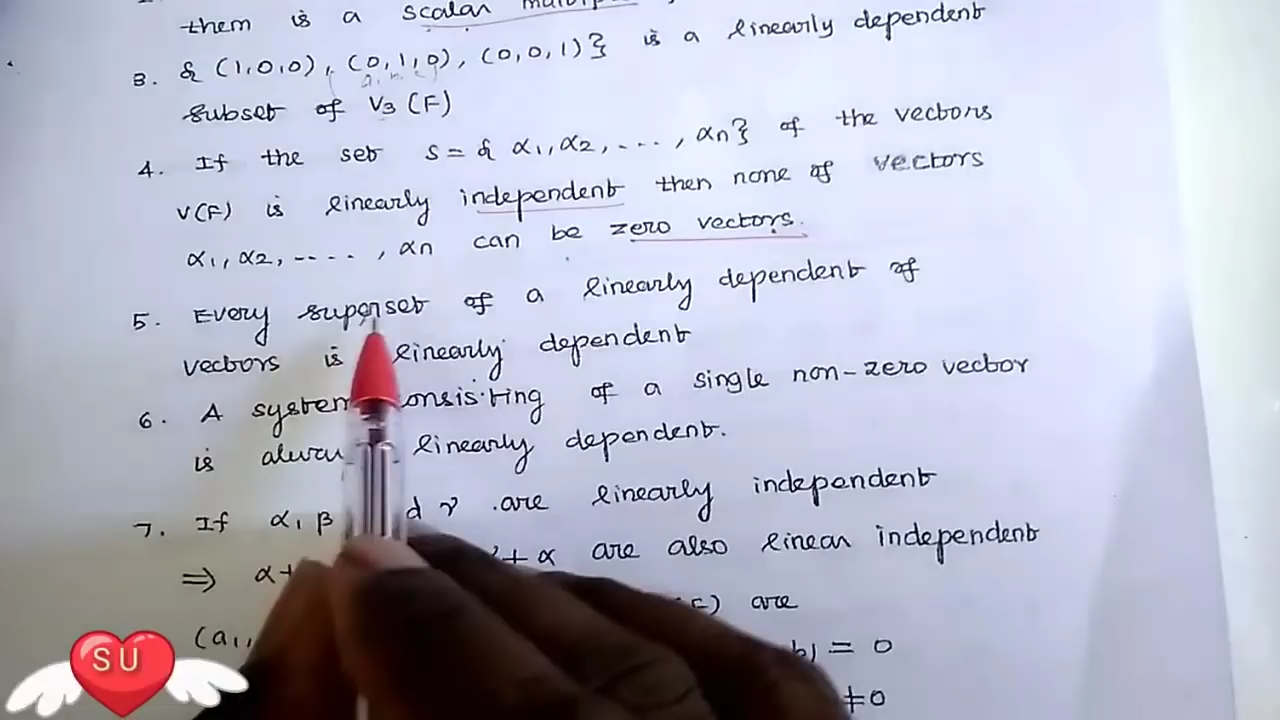 them is a scalar
3. { (1,0,0), (0,1,0), (0,0,1) } is a linearly dependent
subset of V3 (F)
4. If the set S = { α1, α2, ..., αn } of the vectors
V(F) is linearly independent then none of vectors
α1, α2, ...., αn can be zero vectors.
5. Every superset of a linearly dependent of
vectors is linearly dependent
6. A system consisting of a single non-zero vector
is linearly dependent.
7. If α, β γ are linearly independent
⇒ α+ + α are also linear independent
(a1, c) are
b) = 0
≠0
SU